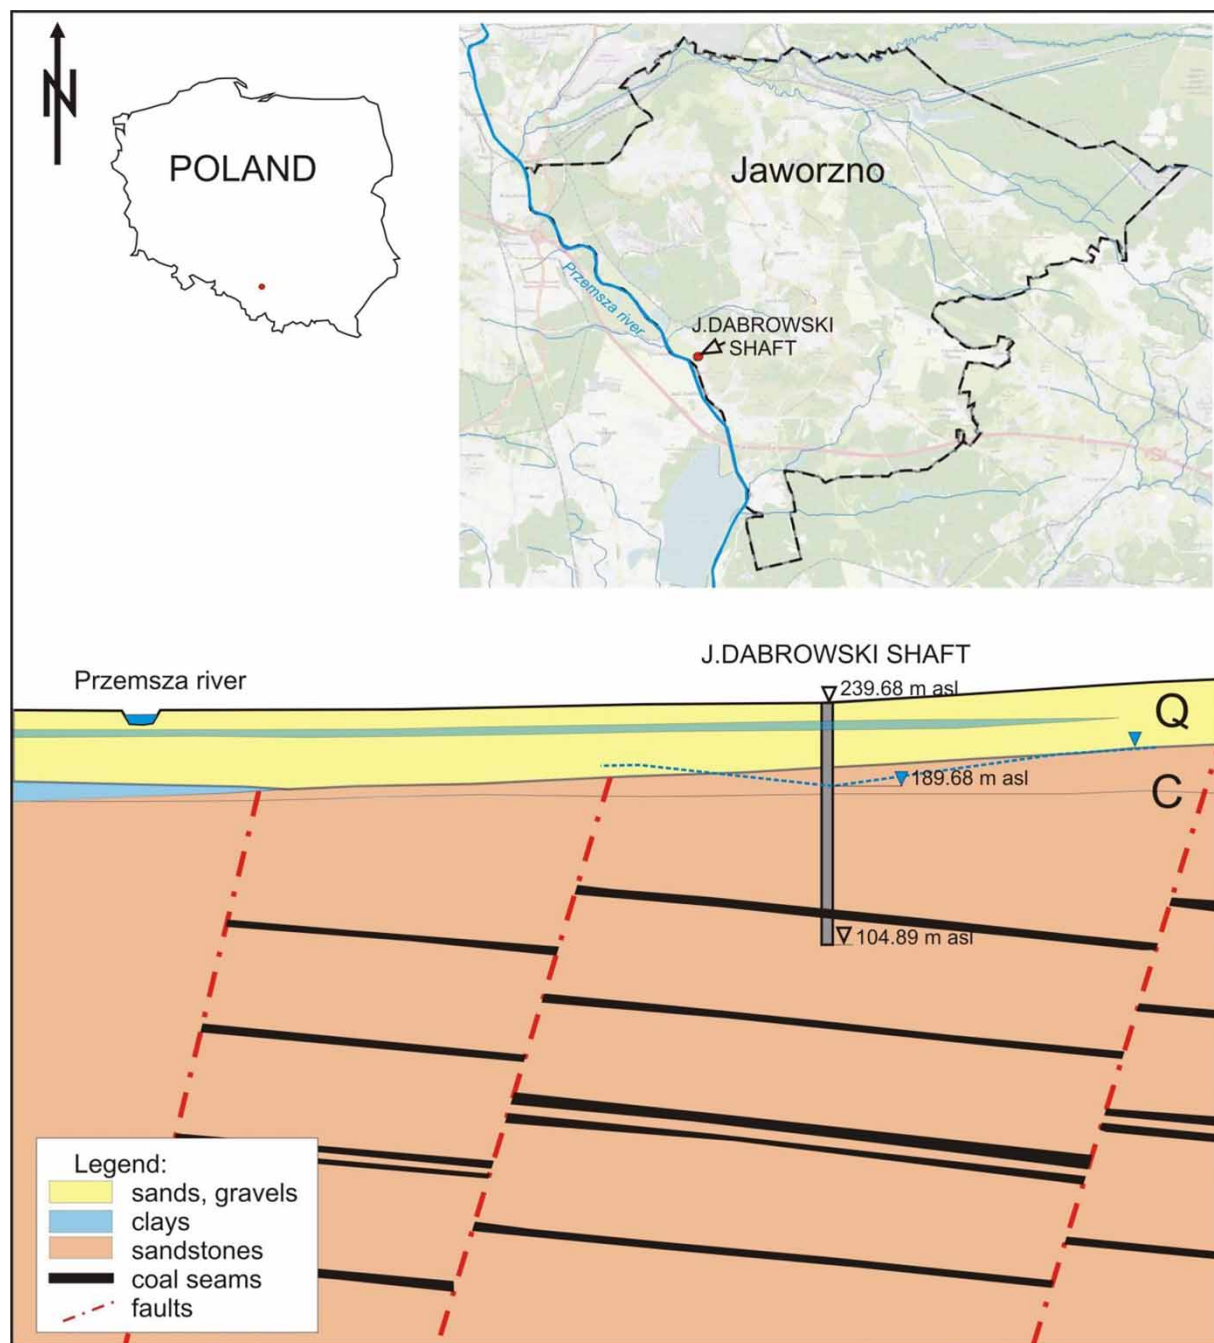 N
POLAND
Jaworzno
Przemsza river
J.DABROWSKI
SHAFT
J.DABROWSKI SHAFT
Przemsza river
239.68 m asl
Q
189.68 m asl
C
104.89 m asl
Legend:
sands, gravels
clays
sandstones
coal seams
faults